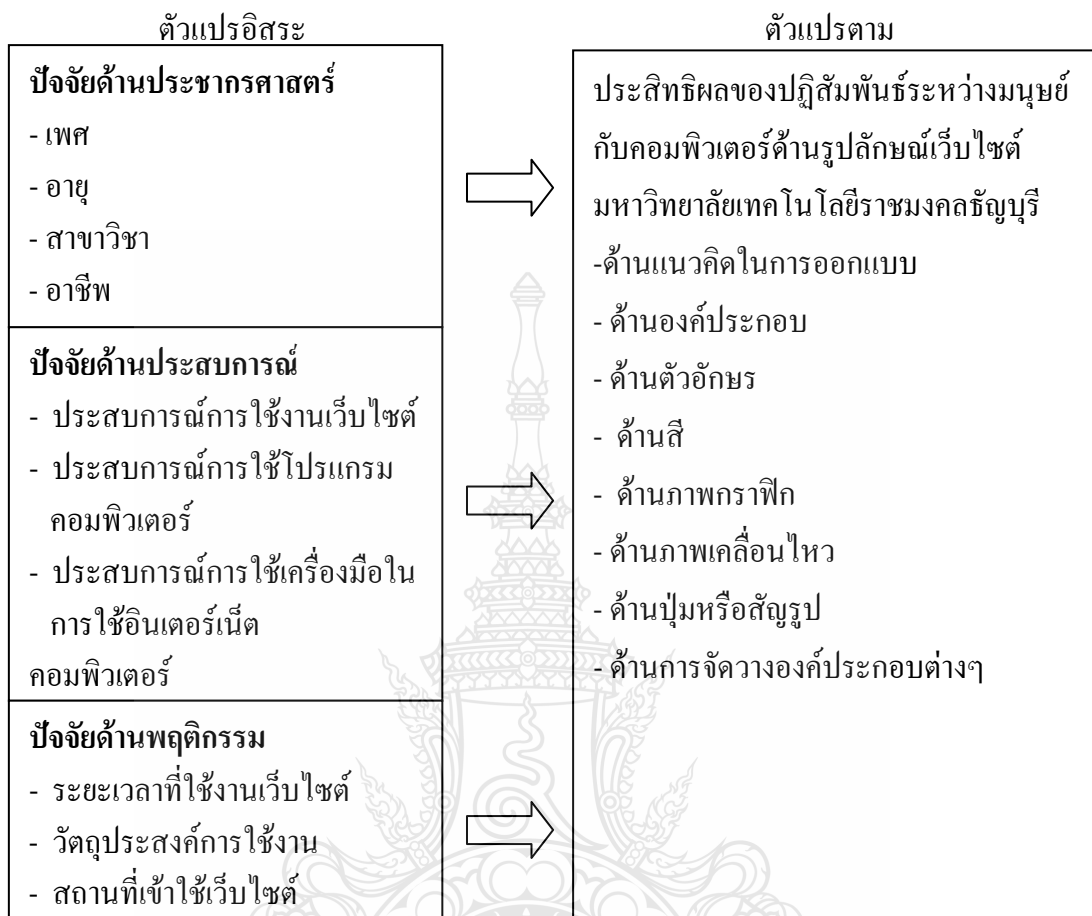 ตัวแปรอิสระ
ปัจจัยด้านประชากรศาสตร์
- เพศ
- อายุ
- สาขาวิชา
- อาชีพ
ปัจจัยด้านประสบการณ์
- ประสบการณ์การใช้งานเว็บไซต์
- ประสบการณ์การใช้โปรแกรม
คอมพิวเตอร์
- ประสบการณ์การใช้เครื่องมือใน
การใช้อินเตอร์เน็ต
คอมพิวเตอร์
ปัจจัยด้านพฤติกรรม
- ระยะเวลาที่ใช้งานเว็บไซต์
- วัตถุประสงค์การใช้งาน
- สถานที่เข้าใช้เว็บไซต์
ตัวแปรตาม
ประสิทธิผลของปฏิสัมพันธ์ระหว่างมนุษย์
กับคอมพิวเตอร์ด้านรูปลักษณ์เว็บไซต์
มหาวิทยาลัยเทคโนโลยีราชมงคลธัญบุรี
-ด้านแนวคิดในการออกแบบ
- ด้านองค์ประกอบ
- ด้านตัวอักษร
- ด้านสี
- ด้านภาพกราฟิก
- ด้านภาพเคลื่อนไหว
- ด้านปุ่มหรือสัญรูป
- ด้านการจัดวางองค์ประกอบต่างๆ